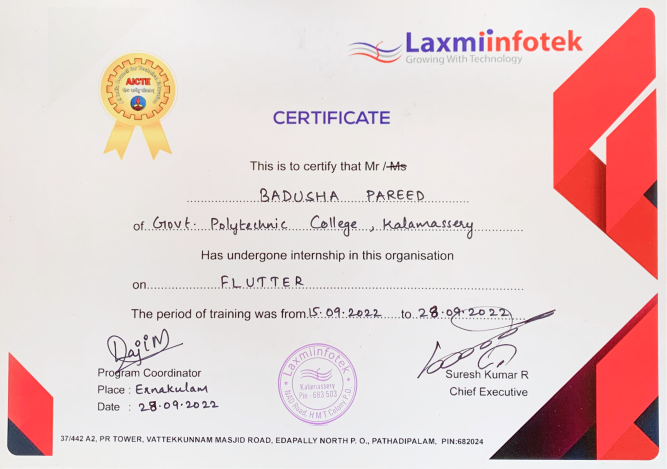 Laxmiinfotek
Growing With Technology
AICTE
CERTIFICATE
This is to certify that Mr / Ms
BADUSHA PAREED
of Govt. Polytechnic College, Kalamassery
Has undergone internship in this organisation
on FLUTTER
The period of training was from 15.09.2022 to 28.09.2022
Program Coordinator
Place : Ernakulam
Date : 28.09.2022
Laxmiinfotek
Kalamassery
Pin - 683 503
NAD Road, H M T Colony P.O.
Suresh Kumar R
Chief Executive
37/442 A2, PR TOWER, VATTEKKUNNAM MASJID ROAD, EDAPALLY NORTH P. O., PATHADIPALAM, PIN:682024